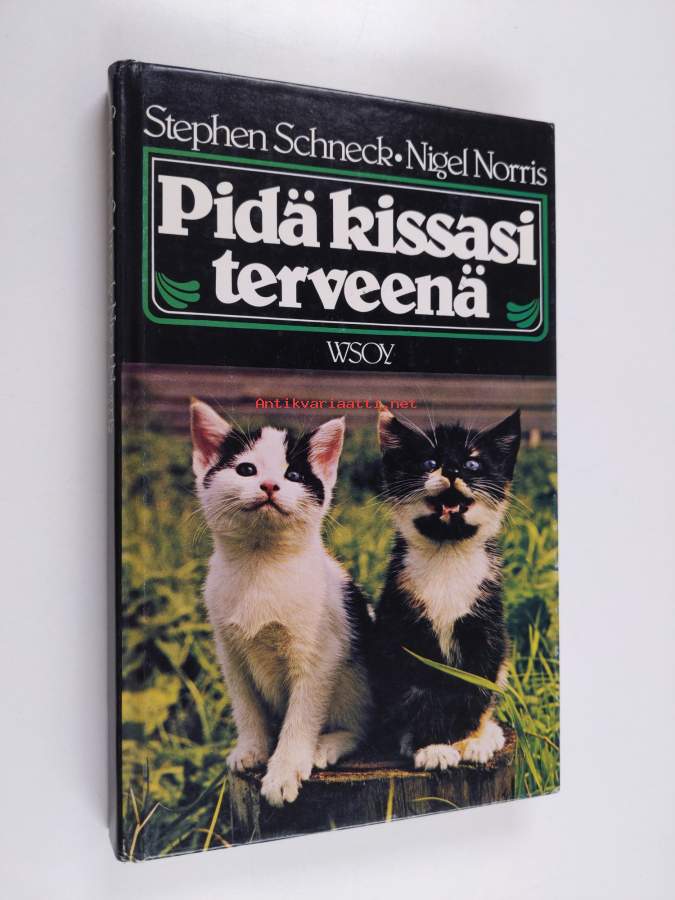 Stephen Schneck • Nigel Norris
Pidä kissasi
terveenä
WSOY
Antikvariaatti.net